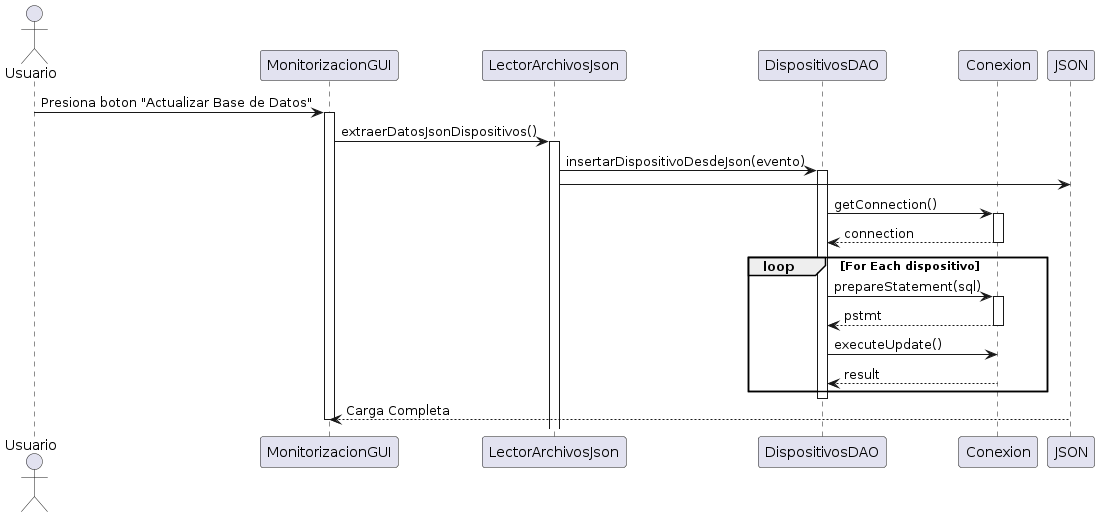 Usuario
MonitorizacionGUI
LectorArchivosJson
DispositivosDAO
Conexion
JSON
Presiona boton "Actualizar Base de Datos"
extraerDatosJsonDispositivos()
insertarDispositivoDesdeJson(evento)
getConnection()
connection
loop
[For Each dispositivo]
prepareStatement(sql)
pstmt
executeUpdate()
result
Carga Completa
Usuario
MonitorizacionGUI
LectorArchivosJson
DispositivosDAO
Conexion
JSON